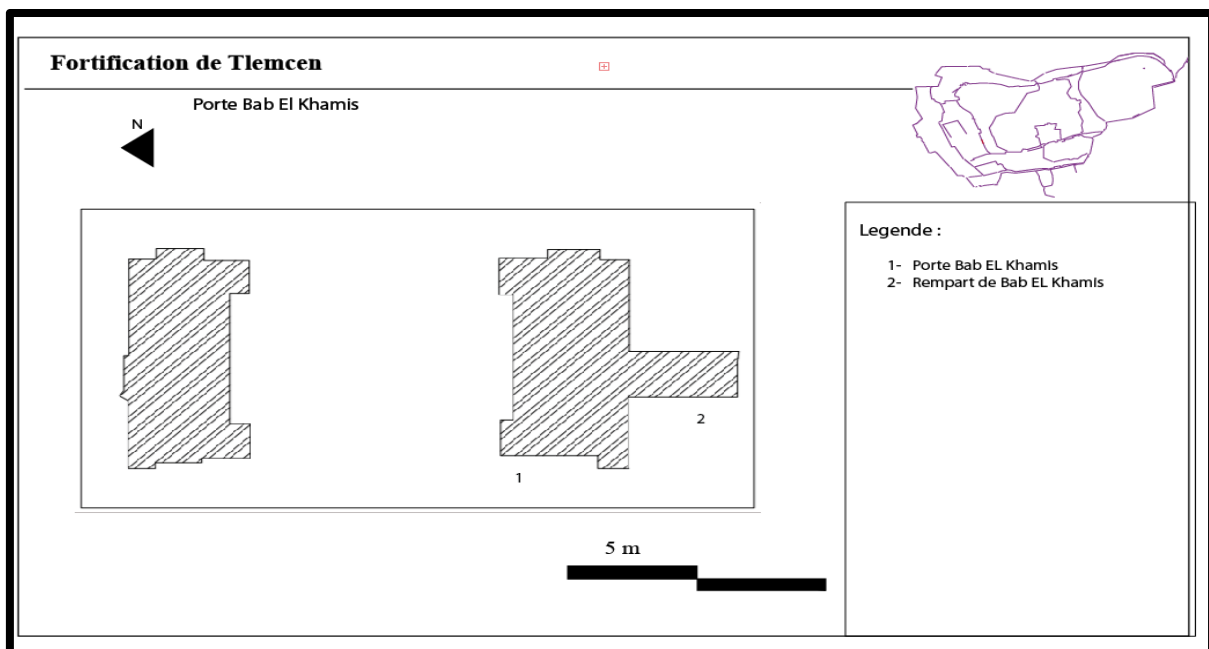 Fortification de Tlemcen
Porte Bab El Khamis
N
Legende :
1- Porte Bab EL Khamis
2- Rempart de Bab EL Khamis
2
1
5 m